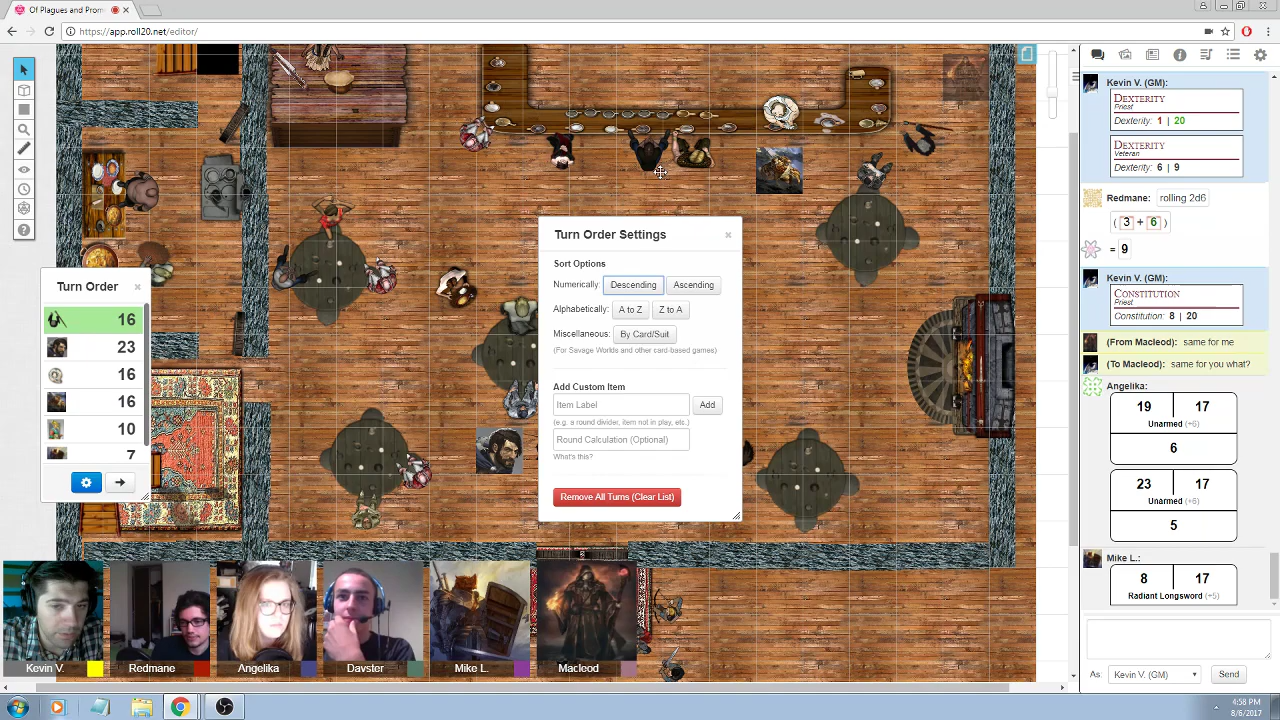 Of Plagues and Prom
https://app.roll20.net/editor/
Turn Order
×
16
23
16
16
10
7
Turn Order Settings
×
Sort Options
Numerically: Descending Ascending
Alphabetically: A to Z Z to A
Miscellaneous: By Card/Suit
(For Savage Worlds and other card-based games)
Add Custom Item
Item Label Add
(e.g. a round divider, item not in play, etc.)
Round Calculation (Optional)
What's this?
Remove All Turns (Clear List)
Kevin V.
Redmane
Angelika
Davster
Mike L.
Macleod
Kevin V. (GM):
DEXTERITY
Priest
Dexterity: 1 | 20
DEXTERITY
Veteran
Dexterity: 6 | 9
Redmane: rolling 2d6
(3 + 6)
= 9
Kevin V. (GM):
CONSTITUTION
Priest
Constitution: 8 | 20
(From Macleod): same for me
(To Macleod): same for you what?
Angelika:
19 17
Unarmed (+6)
6
23 17
Unarmed (+6)
5
Mike L.:
8 17
Radiant Longsword (+5)
As: Kevin V. (GM) Send
4:58 PM
8/6/2017